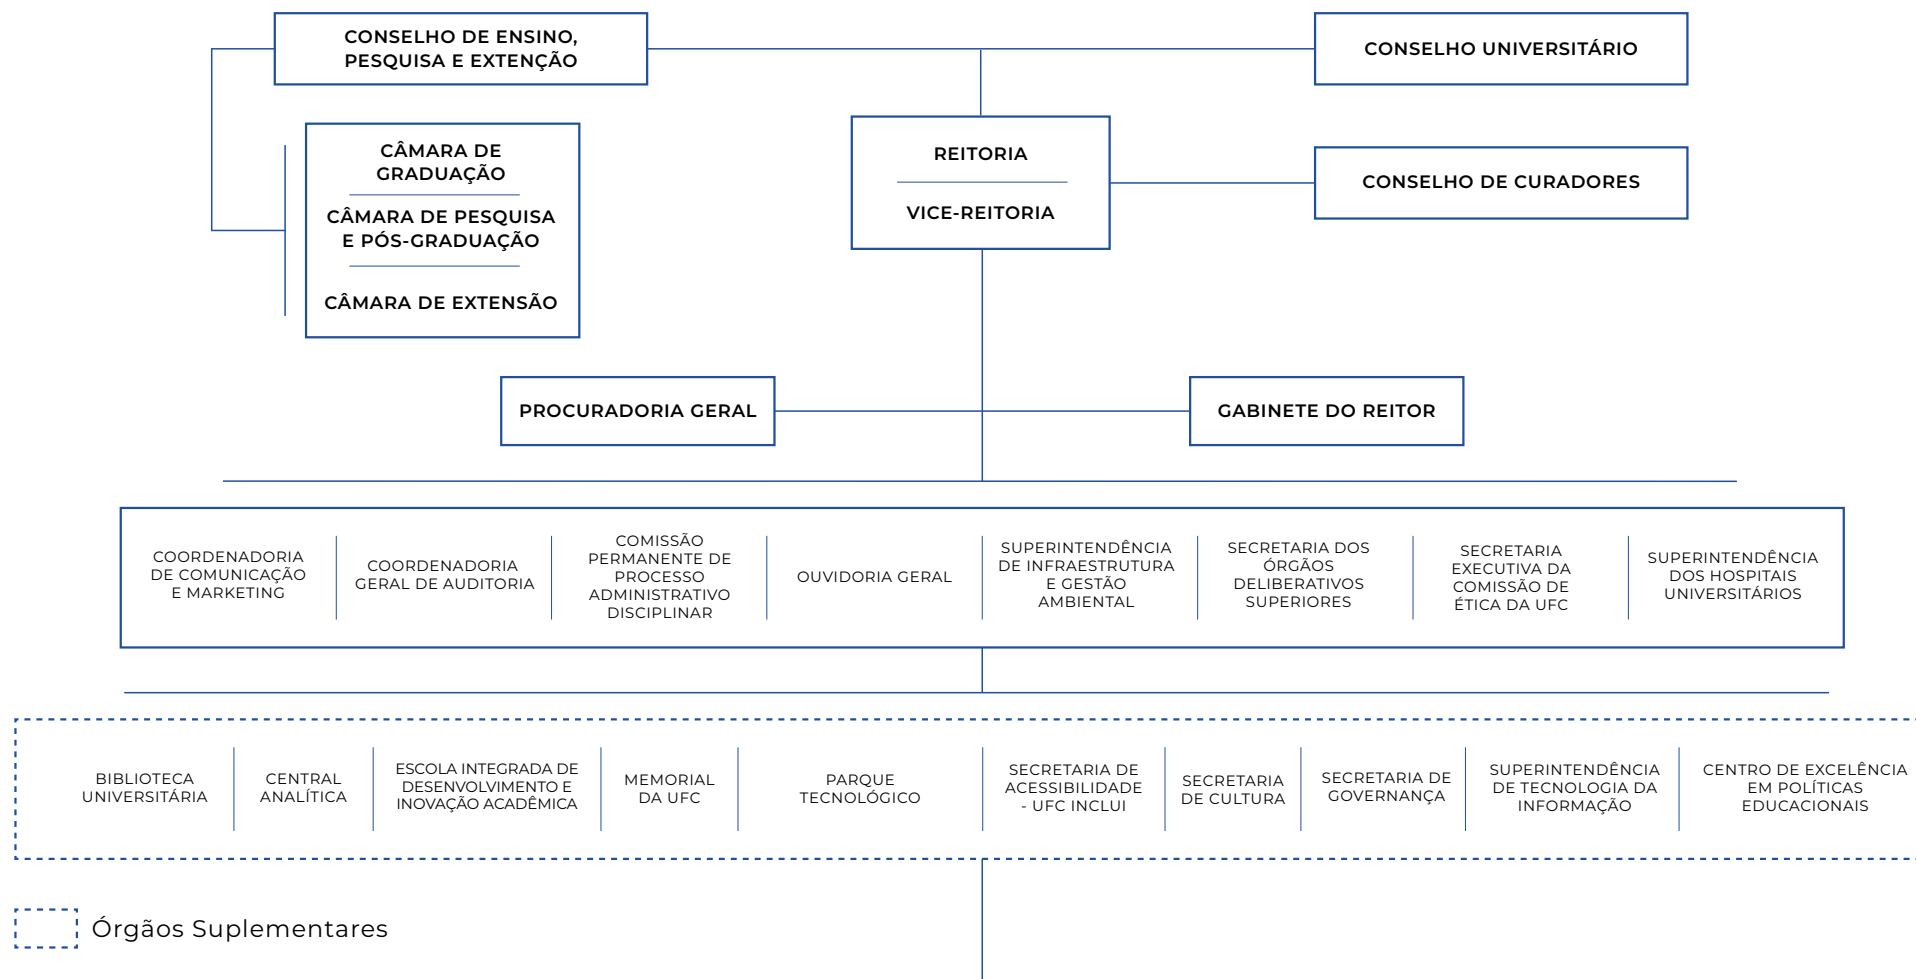 CONSELHO DE ENSINO,
PESQUISA E EXTENÇÃO
CONSELHO UNIVERSITÁRIO
CÂMARA DE
GRADUAÇÃO
CÂMARA DE PESQUISA
E PÓS-GRADUAÇÃO
CÂMARA DE EXTENSÃO
REITORIA
VICE-REITORIA
CONSELHO DE CURADORES
PROCURADORIA GERAL
GABINETE DO REITOR
COORDENADORIA
DE COMUNICAÇÃO
E MARKETING
COORDENADORIA
GERAL DE AUDITORIA
COMISSÃO
PERMANENTE DE
PROCESSO
ADMINISTRATIVO
DISCIPLINAR
OUVIDORIA GERAL
SUPERINTENDÊNCIA
DE INFRAESTRUTURA
E GESTÃO
AMBIENTAL
SECRETARIA DOS
ÓRGÃOS
DELIBERATIVOS
SUPERIORES
SECRETARIA
EXECUTIVA DA
COMISSÃO DE
ÉTICA DA UFC
SUPERINTENDÊNCIA
DOS HOSPITAIS
UNIVERSITÁRIOS
BIBLIOTECA
UNIVERSITÁRIA
CENTRAL
ANALÍTICA
ESCOLA INTEGRADA DE
DESENVOLVIMENTO E
INOVAÇÃO ACADÊMICA
MEMORIAL
DA UFC
PARQUE
TECNOLÓGICO
SECRETARIA DE
ACESSIBILIDADE
- UFC INCLUI
SECRETARIA
DE CULTURA
SECRETARIA DE
GOVERNANÇA
SUPERINTENDÊNCIA
DE TECNOLOGIA DA
INFORMAÇÃO
CENTRO DE EXCELÊNCIA
EM POLÍTICAS
EDUCACIONAIS
Órgãos Suplementares